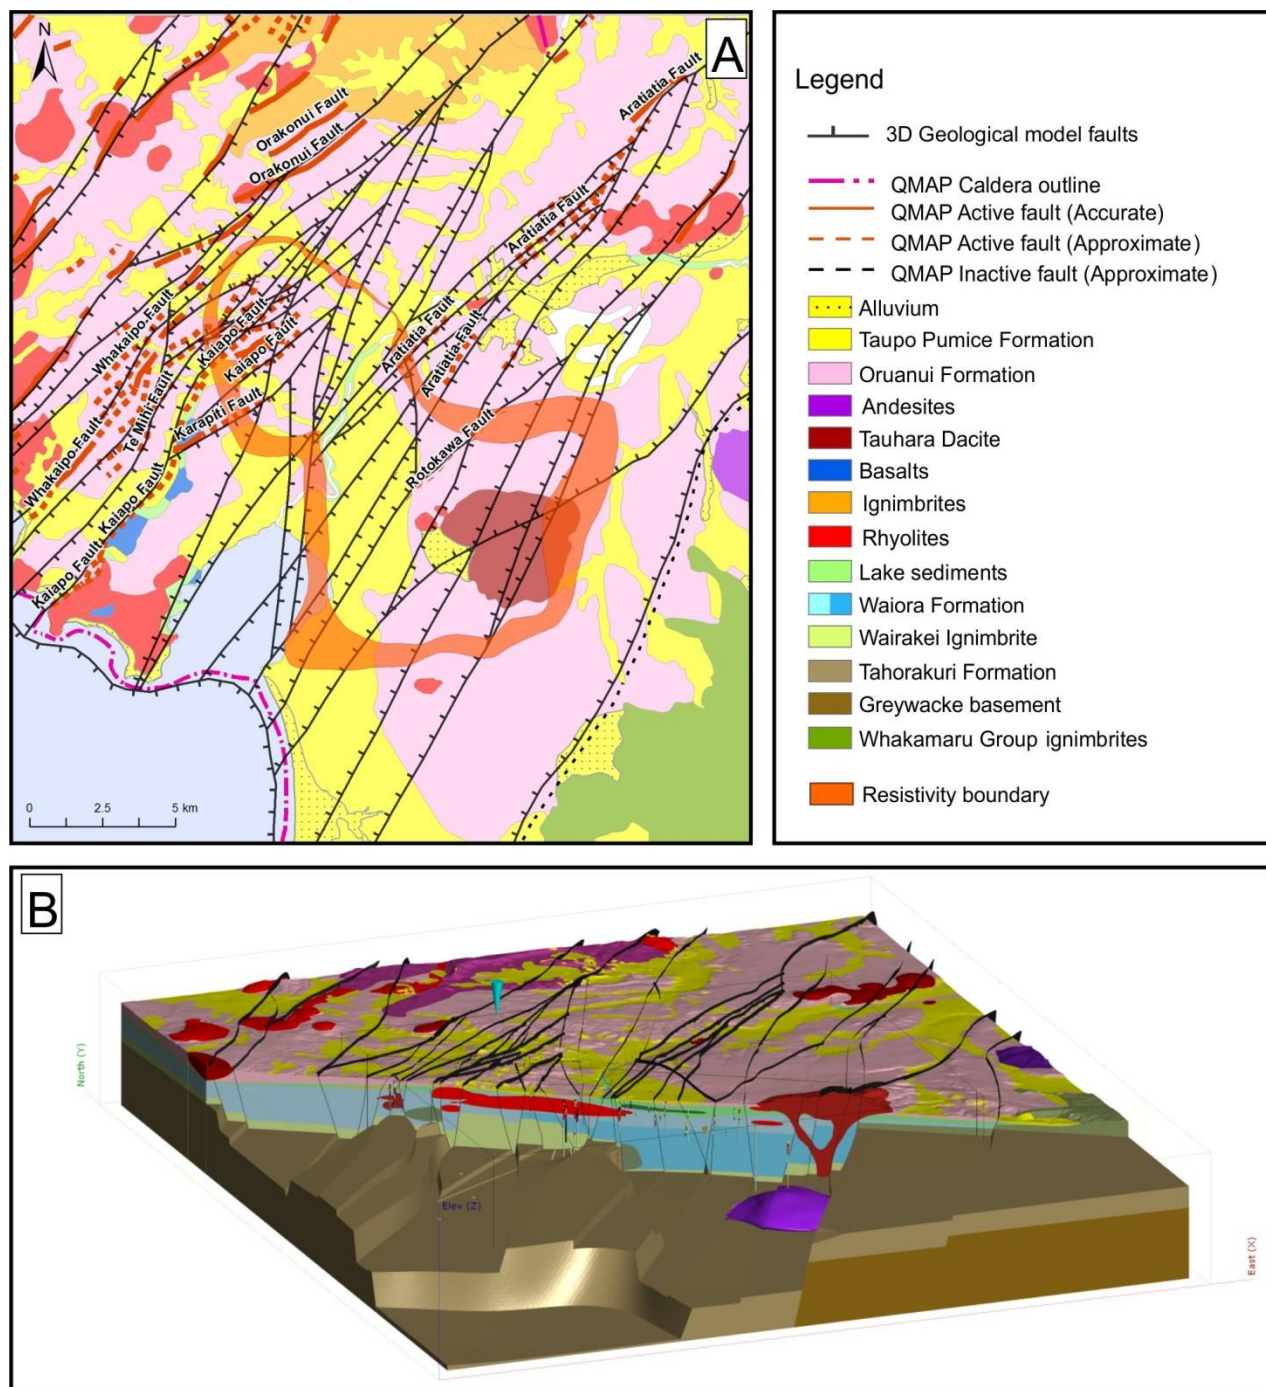 A
N
Orakonui Fault
Orakonui Fault
Aratiatia Fault
Aratiatia Fault
Whakaipo Fault
Kaiapo Fault
Kaiapo Fault
Te Mihi Fault
Karapiti Fault
Aratiatia Fault
Aratiatia Fault
Rotokawa Fault
Whakaipo Fault
Kaiapo Fault
Kaiapo Fault
0 2.5 5 km
Legend
3D Geological model faults
QMAP Caldera outline
QMAP Active fault (Accurate)
QMAP Active fault (Approximate)
QMAP Inactive fault (Approximate)
Alluvium
Taupo Pumice Formation
Oruanui Formation
Andesites
Tauhara Dacite
Basalts
Ignimbrites
Rhyolites
Lake sediments
Waiora Formation
Wairakei Ignimbrite
Tahorakuri Formation
Greywacke basement
Whakamaru Group ignimbrites
Resistivity boundary
B
North (Y)
Elev (Z)
East (X)